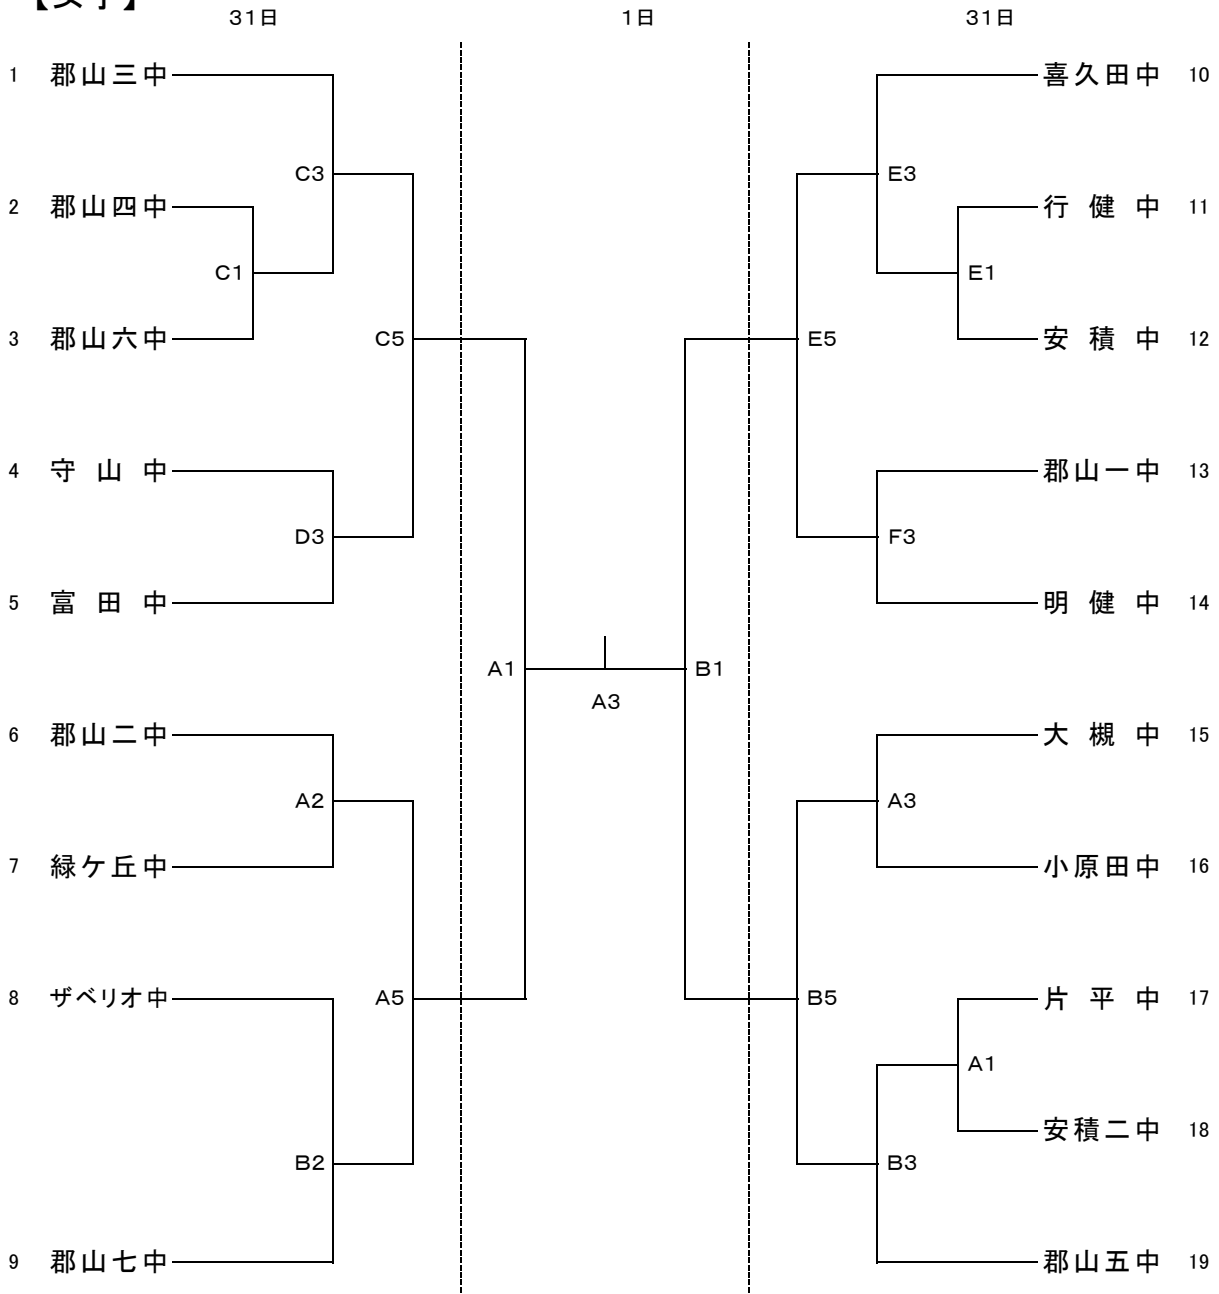 【女子】
31日 1日 31日
1 郡山三中 喜久田中 10
C3 E3
2 郡山四中 行健中 11
C1 E1
3 郡山六中 C5 E5 安積中 12
4 守山中 郡山一中 13
D3 F3
5 富田中 明健中 14
A1 B1
A3
6 郡山二中 大槻中 15
A2 A3
7 緑ケ丘中 小原田中 16
8 ザベリオ中 A5 B5 片平中 17
A1
安積二中 18
B2 B3
9 郡山七中 郡山五中 19